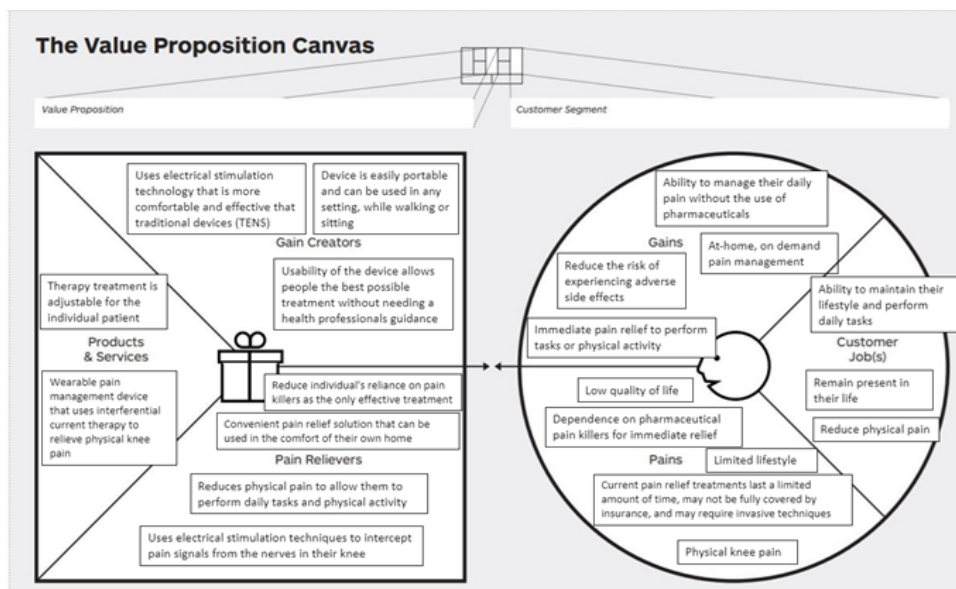 The Value Proposition Canvas
Value Proposition
Customer Segment
Uses electrical stimulation
technology that is more
comfortable and effective that
traditional devices (TENS)
Device is easily portable
and can be used in any
setting, while walking or
sitting
Gain Creators
Usability of the device allows
people the best possible
treatment without needing a
health professionals guidance
Therapy treatment is
adjustable for the
individual patient
Products
& Services
Wearable pain
management device
that uses interferential
current therapy to
relieve physical knee
pain
Reduce individual's reliance on pain
killers as the only effective treatment
Convenient pain relief solution that can be
used in the comfort of their own home
Pain Relievers
Reduces physical pain to allow them to
perform daily tasks and physical activity
Uses electrical stimulation techniques to intercept
pain signals from the nerves in their knee
Ability to manage their daily
pain without the use of
pharmaceuticals
Gains
At-home, on demand
pain management
Reduce the risk of
experiencing adverse
side effects
Immediate pain relief to perform
tasks or physical activity
Ability to maintain their
lifestyle and perform
daily tasks
Customer
Job(s)
Remain present in
their life
Reduce physical pain
Low quality of life
Dependence on pharmaceutical
pain killers for immediate relief
Pains
Limited lifestyle
Current pain relief treatments last a limited
amount of time, may not be fully covered by
insurance, and may require invasive techniques
Physical knee pain